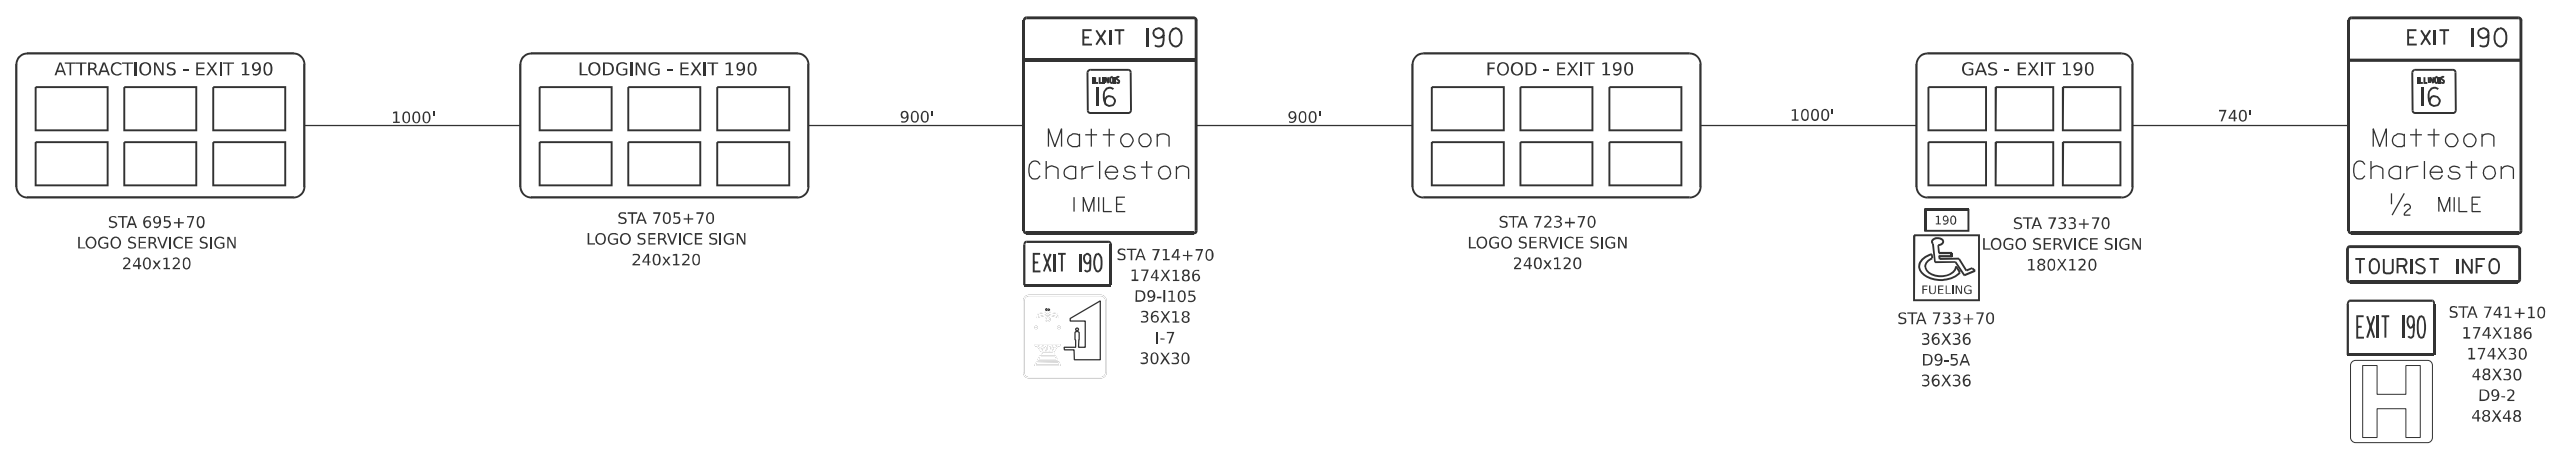 ATTRACTIONS - EXIT 190
STA 695+70
LOGO SERVICE SIGN
240x120
1000'
LODGING - EXIT 190
STA 705+70
LOGO SERVICE SIGN
240x120
900'
EXIT 190
ILLINOIS
16
Mattoon
Charleston
1 MILE
EXIT 190
STA 714+70
174X186
D9-I105
36X18
I-7
30X30
900'
FOOD - EXIT 190
STA 723+70
LOGO SERVICE SIGN
240x120
1000'
GAS - EXIT 190
190
FUELING
STA 733+70
LOGO SERVICE SIGN
180X120
STA 733+70
36X36
D9-5A
36X36
740'
EXIT 190
ILLINOIS
16
Mattoon
Charleston
1/2 MILE
TOURIST INFO
EXIT 190
H
STA 741+10
174X186
174X30
48X30
D9-2
48X48